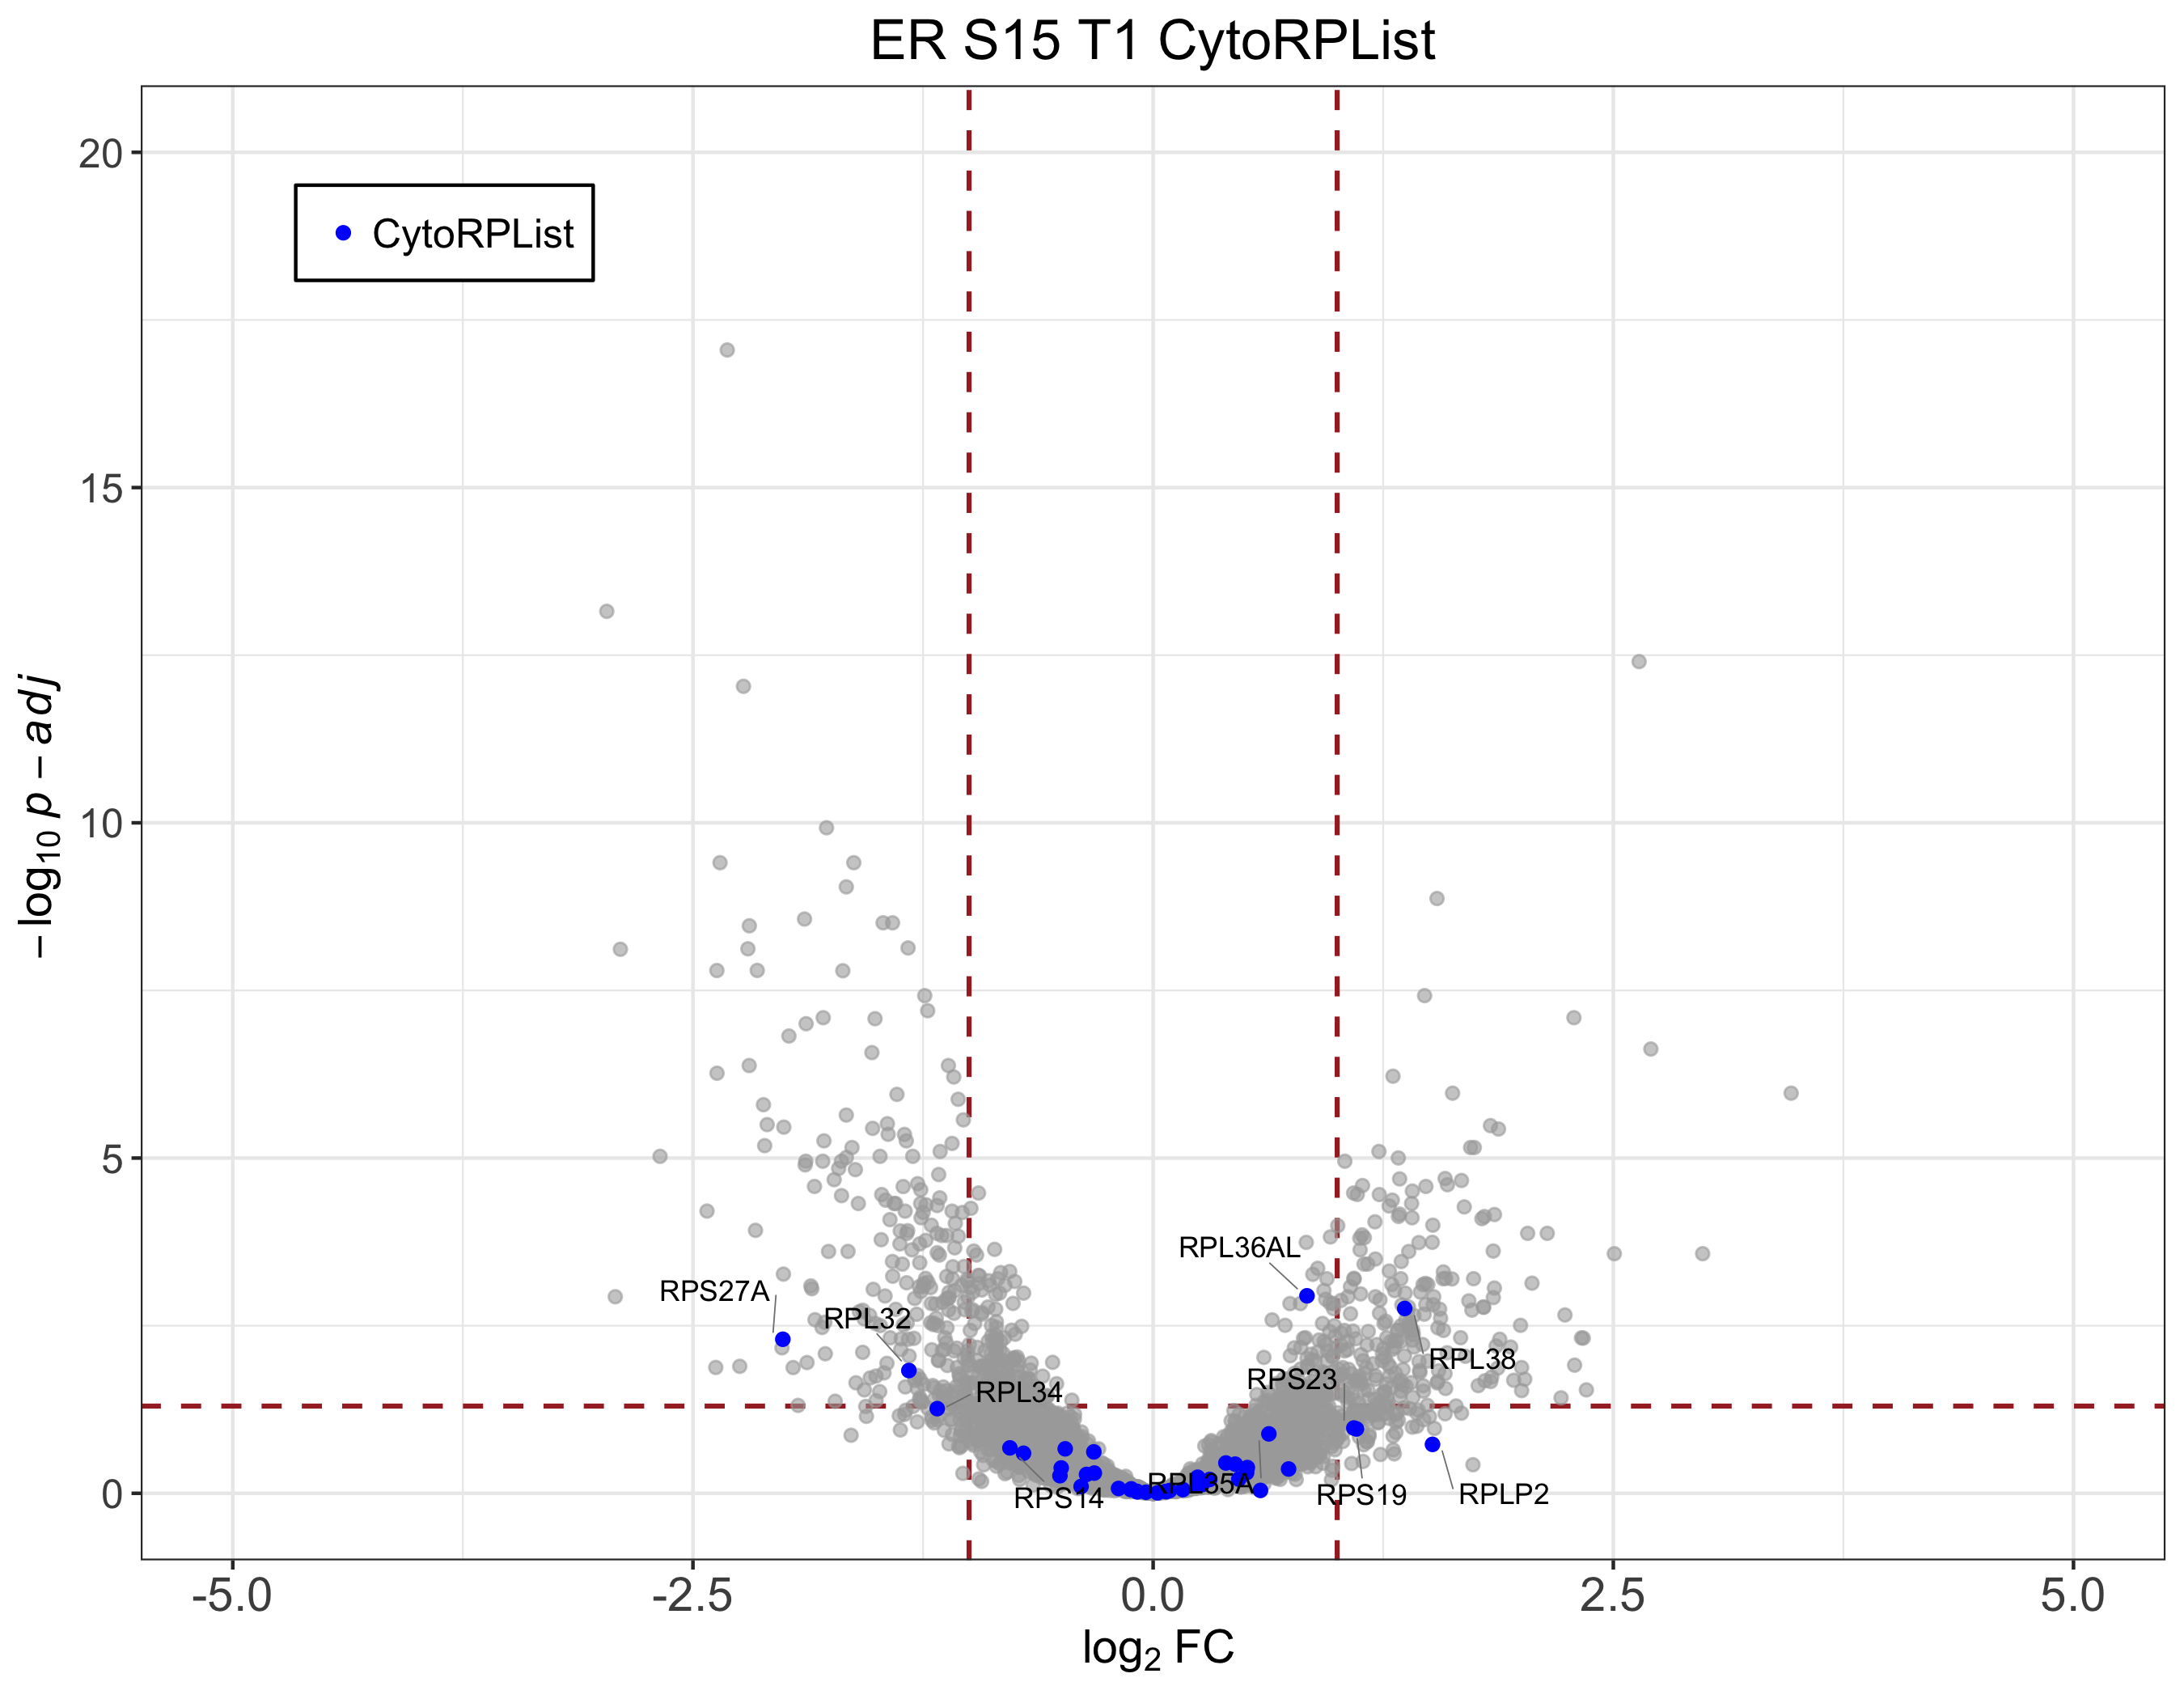 ER S15 T1 CytoRPList
CytoRPList
20
15
10
5
0
−log10 p − adj
RPL36AL
RPS27A
RPL32
RPL38
RPS23
RPL34
RPL35A
RPS14
RPS19
RPLP2
-5.0
-2.5
0.0
2.5
5.0
log2 FC